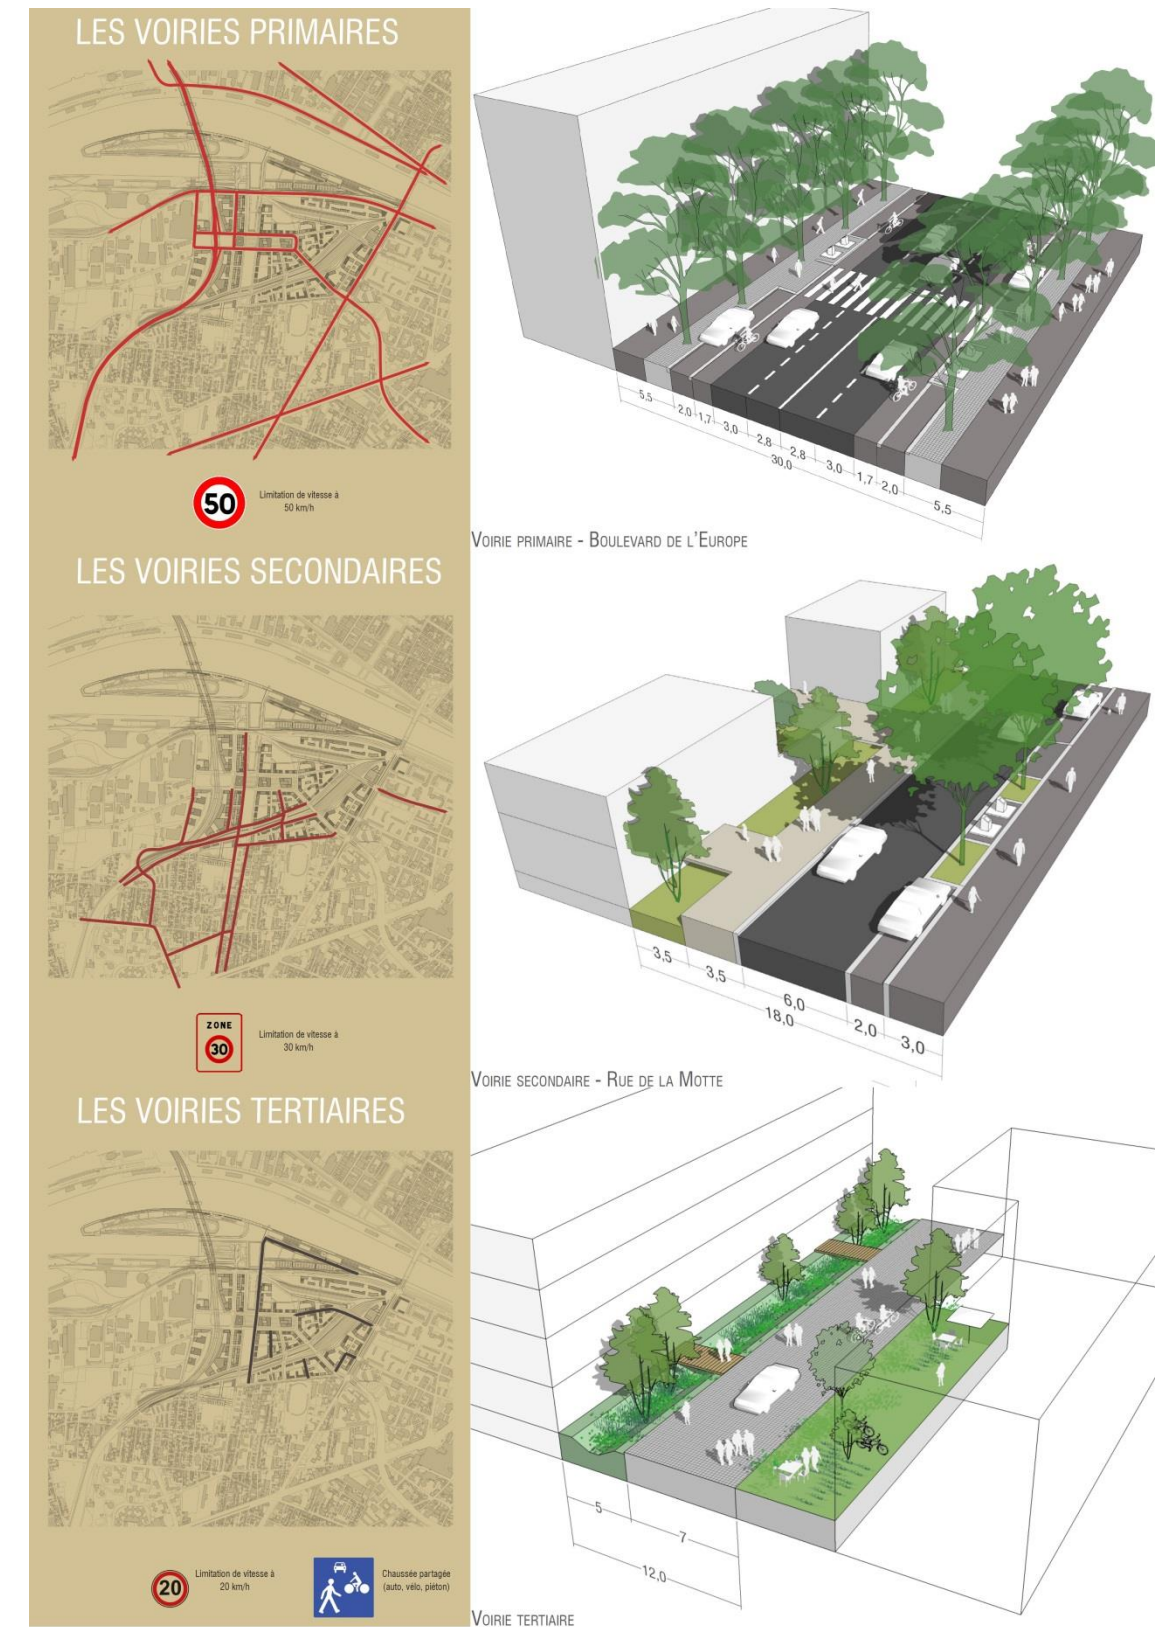 LES VOIRIES PRIMAIRES
50
Limitation de vitesse à
50 km/h
5,5
2,0
1,7
3,0
2,8
2,8
3,0
1,7
2,0
5,5
30,0
VOIRIE PRIMAIRE - BOULEVARD DE L'EUROPE
LES VOIRIES SECONDAIRES
ZONE
30
Limitation de vitesse à
30 km/h
3,5
3,5
6,0
2,0
3,0
18,0
VOIRIE SECONDAIRE - RUE DE LA MOTTE
LES VOIRIES TERTIAIRES
20
Limitation de vitesse à
20 km/h
Chaussée partagée
(auto, vélo, piéton)
5
7
12,0
VOIRIE TERTIAIRE